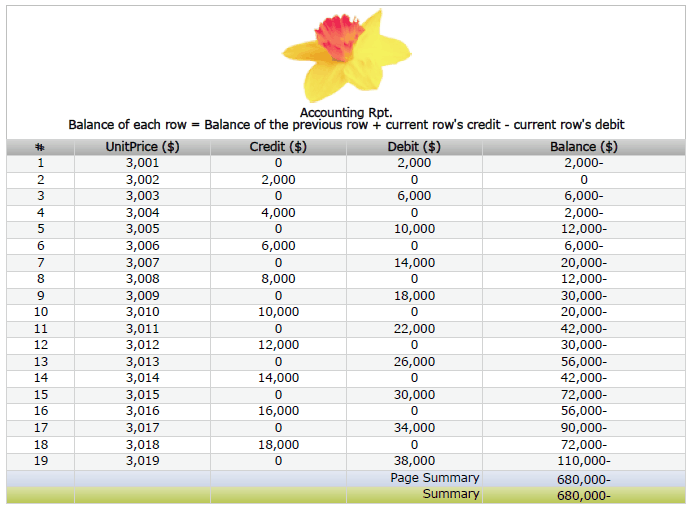 Accounting Rpt.
Balance of each row = Balance of the previous row + current row's credit - current row's debit
# UnitPrice ($) Credit ($) Debit ($) Balance ($)
1 3,001 0 2,000 2,000-
2 3,002 2,000 0 0
3 3,003 0 6,000 6,000-
4 3,004 4,000 0 2,000-
5 3,005 0 10,000 12,000-
6 3,006 6,000 0 6,000-
7 3,007 0 14,000 20,000-
8 3,008 8,000 0 12,000-
9 3,009 0 18,000 30,000-
10 3,010 10,000 0 20,000-
11 3,011 0 22,000 42,000-
12 3,012 12,000 0 30,000-
13 3,013 0 26,000 56,000-
14 3,014 14,000 0 42,000-
15 3,015 0 30,000 72,000-
16 3,016 16,000 0 56,000-
17 3,017 0 34,000 90,000-
18 3,018 18,000 0 72,000-
19 3,019 0 38,000 110,000-
Page Summary 680,000-
Summary 680,000-